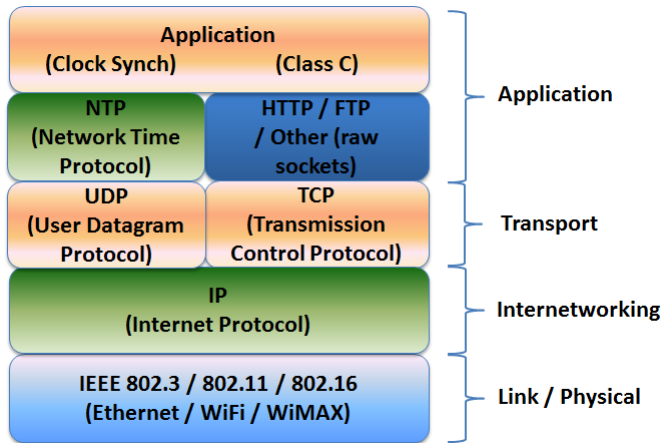 Application
(Clock Synch) (Class C)
NTP
(Network Time
Protocol)
HTTP / FTP
/ Other (raw
sockets)
Application
UDP
(User Datagram
Protocol)
TCP
(Transmission
Control Protocol)
Transport
IP
(Internet Protocol)
Internetworking
IEEE 802.3 / 802.11 / 802.16
(Ethernet / WiFi / WiMAX)
Link / Physical